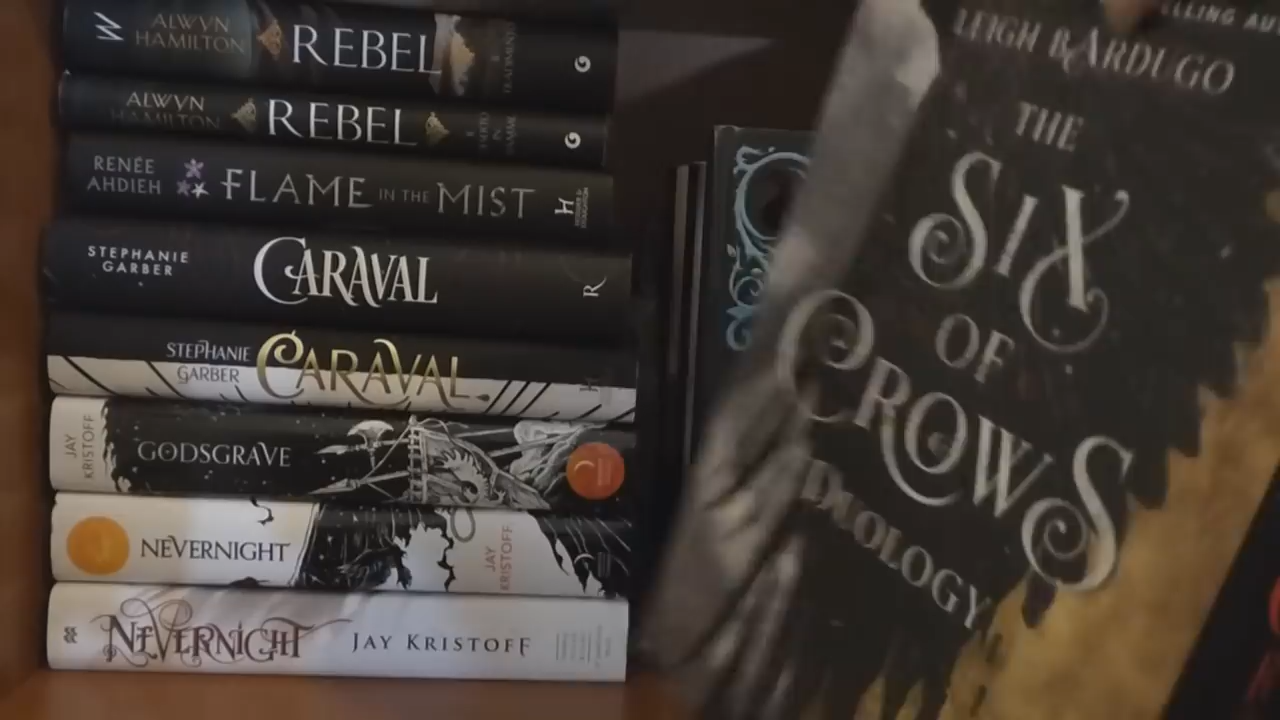 ALWYN
HAMILTON
REBEL
ALWYN
HAMILTON
REBEL
RENÉE
AHDIEH
FLAME IN THE MIST
H
STEPHANIE
GARBER
CARAVAL
R
STEPHANIE
GARBER
CARAVAL
H
JAY
KRISTOFF
GODSGRAVE
NEVERNIGHT
JAY
KRISTOFF
NEVERNIGHT
JAY KRISTOFF
LEIGH BARDUGO
THE
SIX
OF
CROWS
DUOLOGY